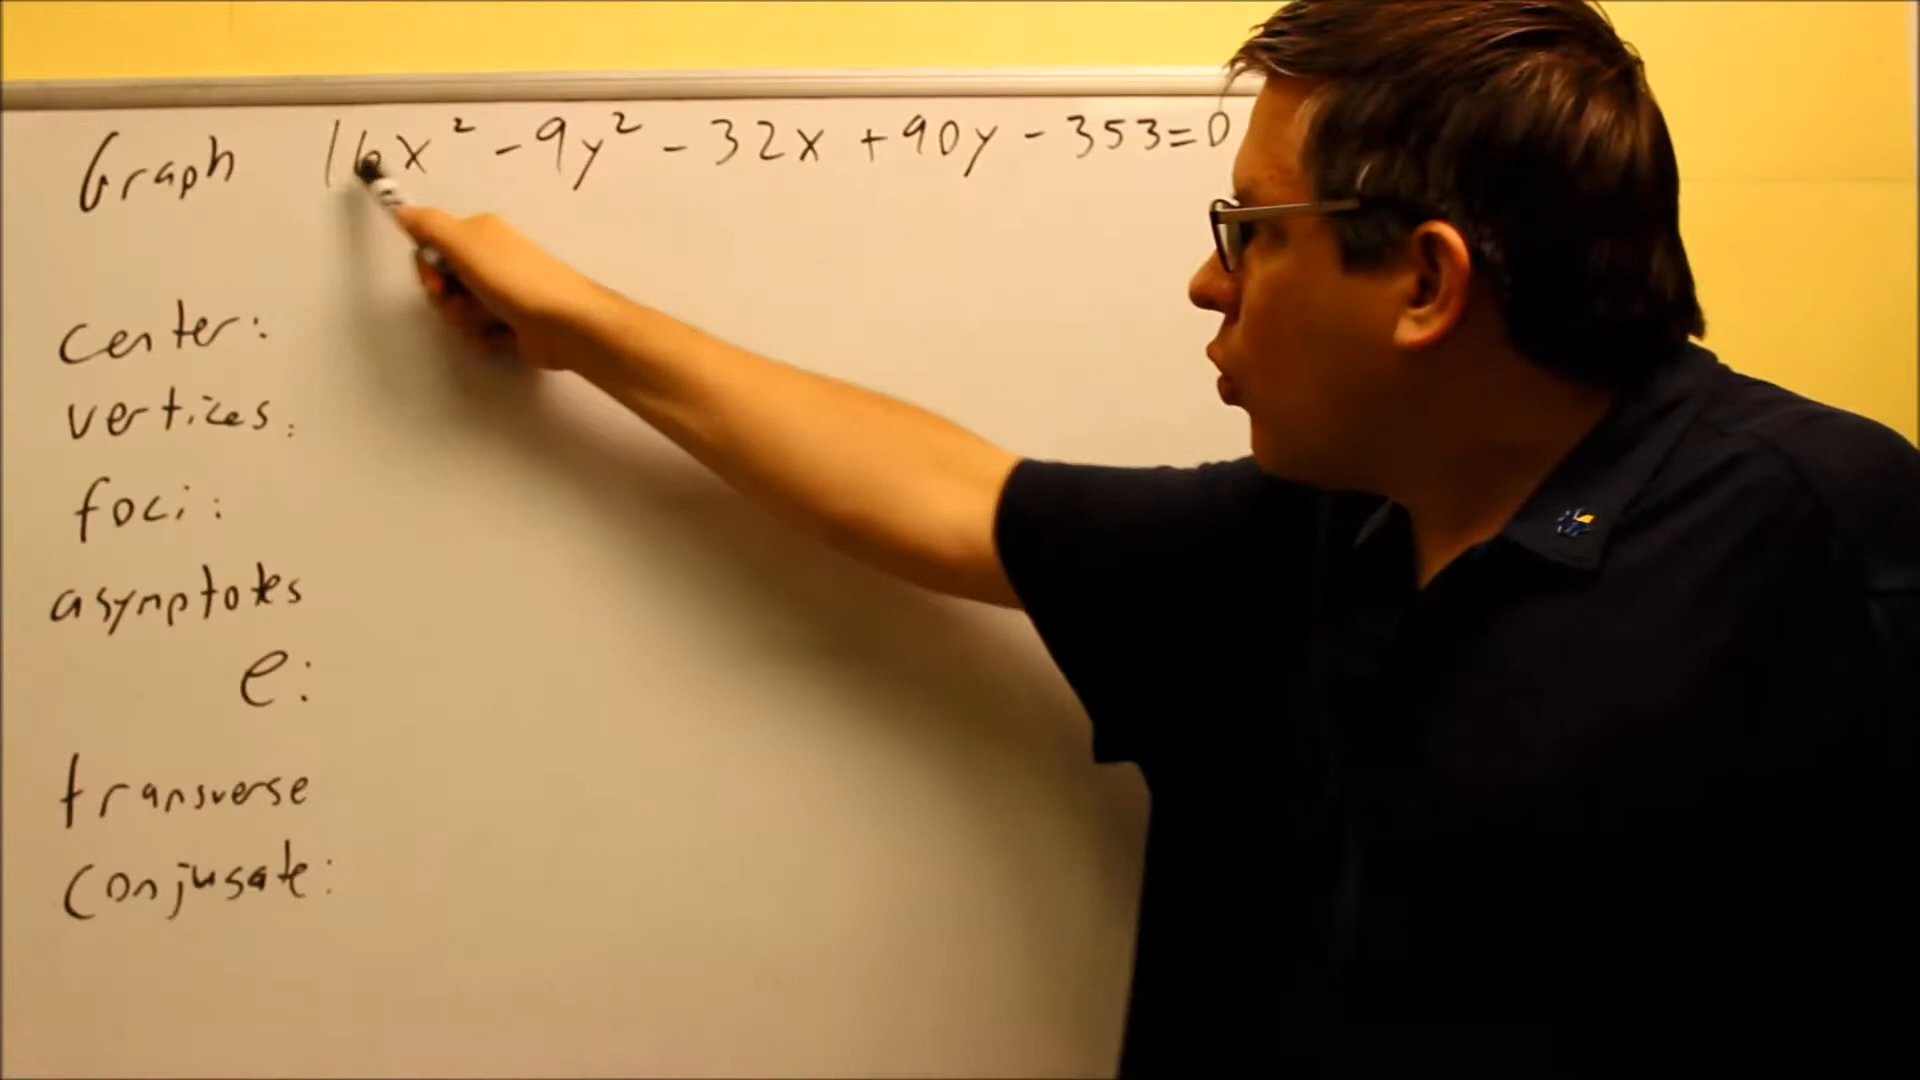 Graph 16x² - 9y² - 32x + 90y - 353 = 0
center:
vertices:
foci:
asymptotes
e:
transverse
conjugate: